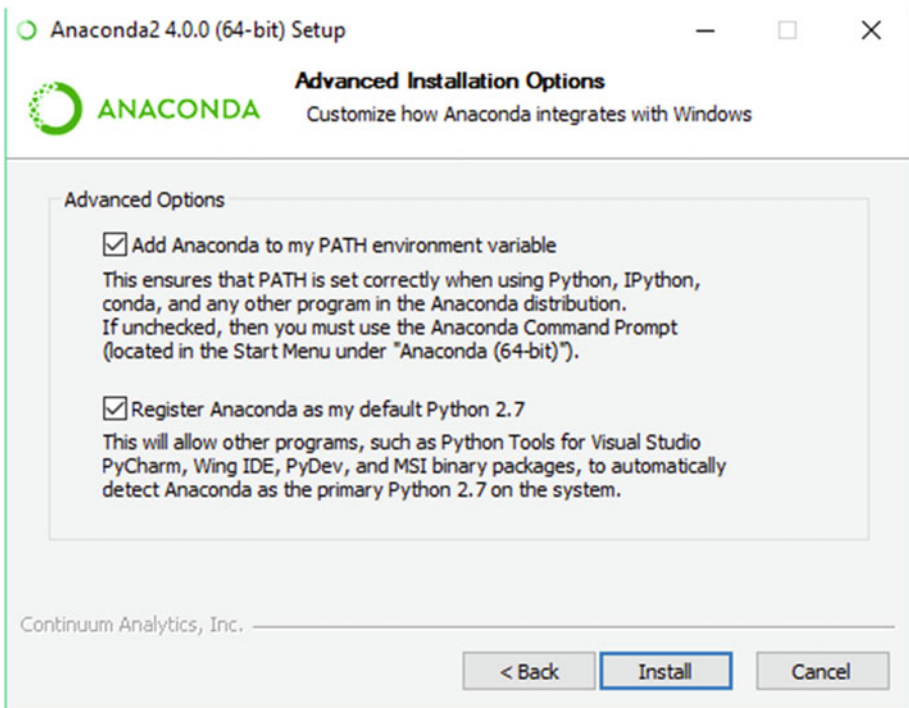 Anaconda2 4.0.0 (64-bit) Setup
ANACONDA
Advanced Installation Options
Customize how Anaconda integrates with Windows
Advanced Options
Add Anaconda to my PATH environment variable
This ensures that PATH is set correctly when using Python, IPython,
conda, and any other program in the Anaconda distribution.
If unchecked, then you must use the Anaconda Command Prompt
(located in the Start Menu under "Anaconda (64-bit)").
Register Anaconda as my default Python 2.7
This will allow other programs, such as Python Tools for Visual Studio
PyCharm, Wing IDE, PyDev, and MSI binary packages, to automatically
detect Anaconda as the primary Python 2.7 on the system.
Continuum Analytics, Inc.
< Back Install Cancel